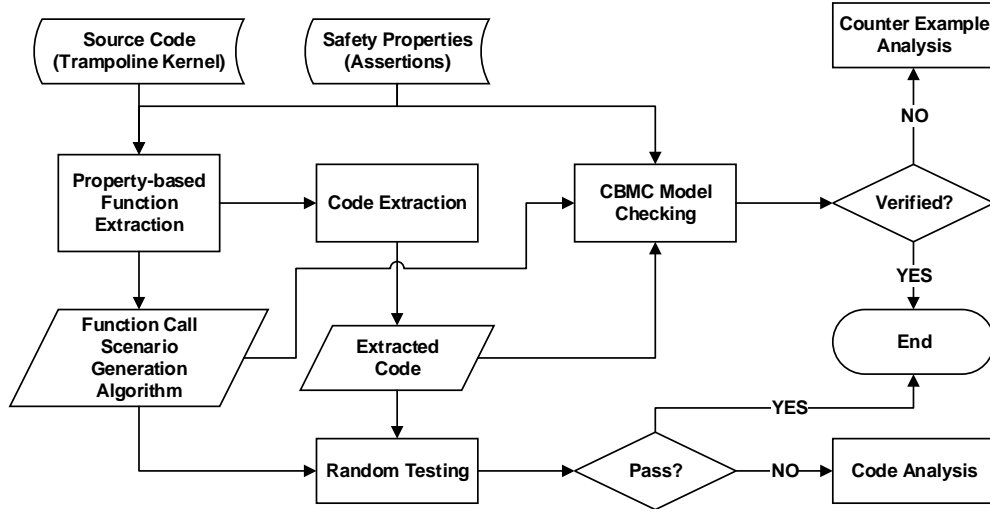 Source Code
(Trampoline Kernel)
Safety Properties
(Assertions)
Counter Example
Analysis
NO
Property-based
Function
Extraction
Code Extraction
CBMC Model
Checking
Verified?
YES
Function Call
Scenario
Generation
Algorithm
Extracted
Code
End
YES
Random Testing
Pass?
NO
Code Analysis